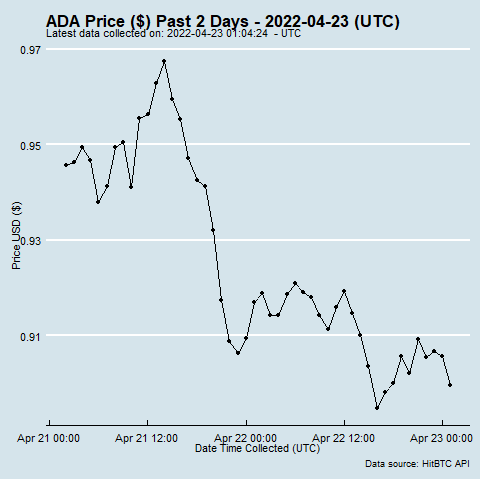 ADA Price ($) Past 2 Days - 2022-04-23 (UTC)
Latest data collected on: 2022-04-23 01:04:24  - UTC
0.97
0.95
0.93
0.91
Price USD ($)
Apr 21 00:00
Apr 21 12:00
Apr 22 00:00
Apr 22 12:00
Apr 23 00:00
Date Time Collected (UTC)
Data source: HitBTC API